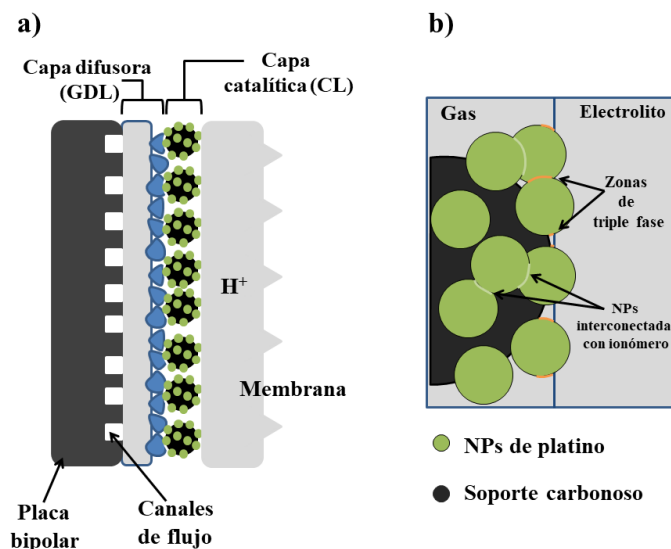 a)
Capa difusora
(GDL)
Capa
catalítica (CL)
H⁺
Membrana
Placa
bipolar
Canales
de flujo
b)
Gas
Electrolito
Zonas
de
triple fase
NPs
interconectada
con ionómero
NPs de platino
Soporte carbonoso